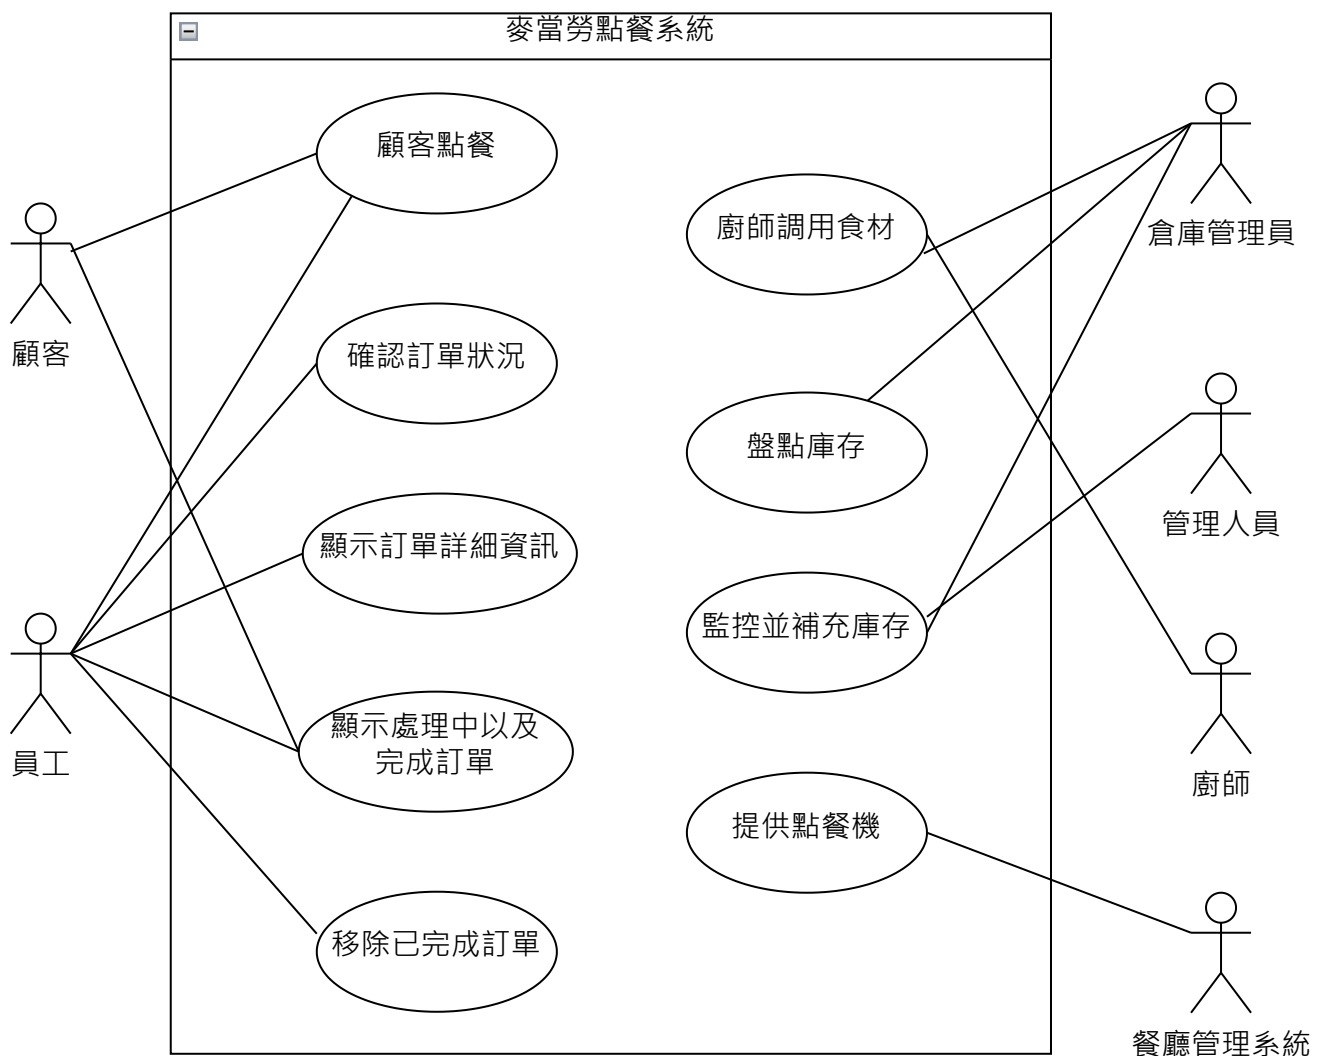 麥當勞點餐系統
顧客點餐
廚師調用食材
倉庫管理員
顧客
確認訂單狀況
盤點庫存
管理人員
顯示訂單詳細資訊
監控並補充庫存
顯示處理中以及
完成訂單
員工
廚師
提供點餐機
移除已完成訂單
餐廳管理系統